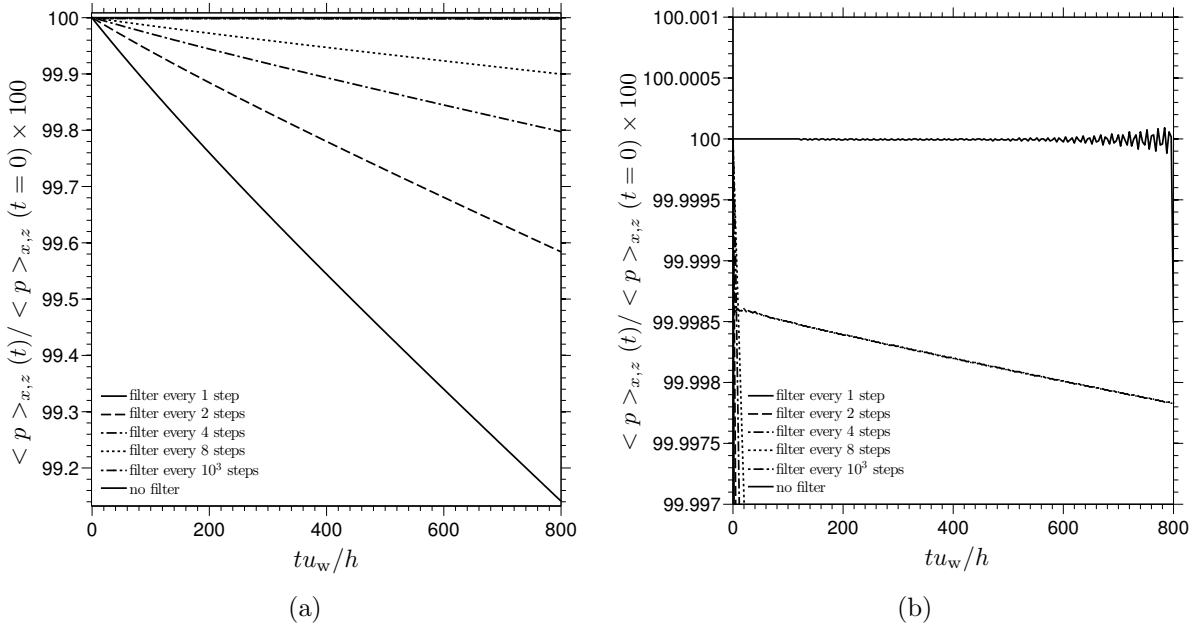 < p >x,z (t)/ < p >x,z (t = 0) × 100
100
99.9
99.8
99.7
99.6
99.5
99.4
99.3
99.2
filter every 1 step
filter every 2 steps
filter every 4 steps
filter every 8 steps
filter every 10³ steps
no filter
0 200 400 600 800
tu_w/h
(a)
< p >x,z (t)/ < p >x,z (t = 0) × 100
100.001
100.0005
100
99.9995
99.999
99.9985
99.998
99.9975
99.997
filter every 1 step
filter every 2 steps
filter every 4 steps
filter every 8 steps
filter every 10³ steps
no filter
0 200 400 600 800
tu_w/h
(b)